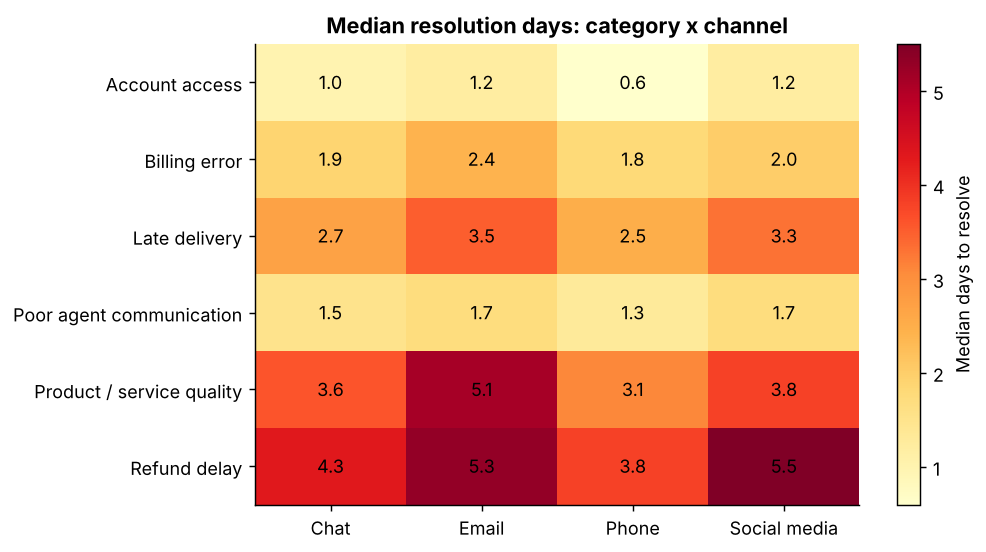 Median resolution days: category x channel
Account access 1.0 1.2 0.6 1.2
Billing error 1.9 2.4 1.8 2.0
Late delivery 2.7 3.5 2.5 3.3
Poor agent communication 1.5 1.7 1.3 1.7
Product / service quality 3.6 5.1 3.1 3.8
Refund delay 4.3 5.3 3.8 5.5
Chat Email Phone Social media
5
4
3
2
1
Median days to resolve